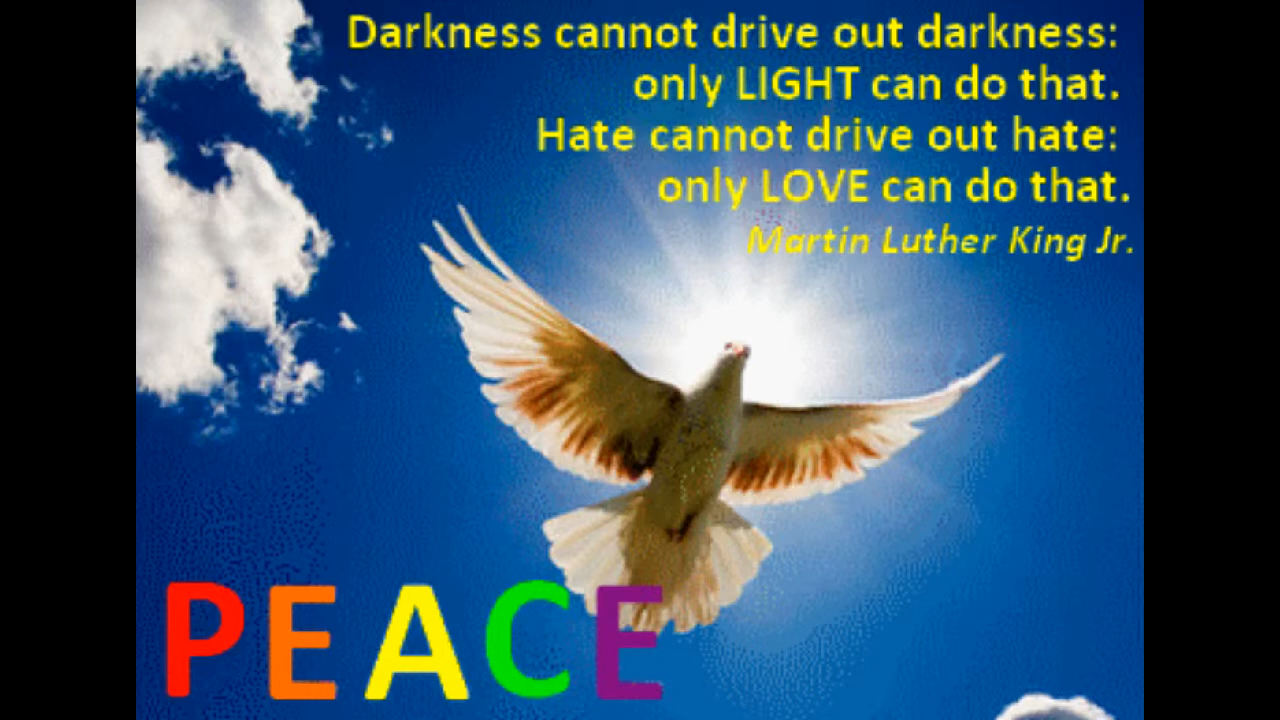 Darkness cannot drive out darkness:
only LIGHT can do that.
Hate cannot drive out hate:
only LOVE can do that.
Martin Luther King Jr.
PEACE